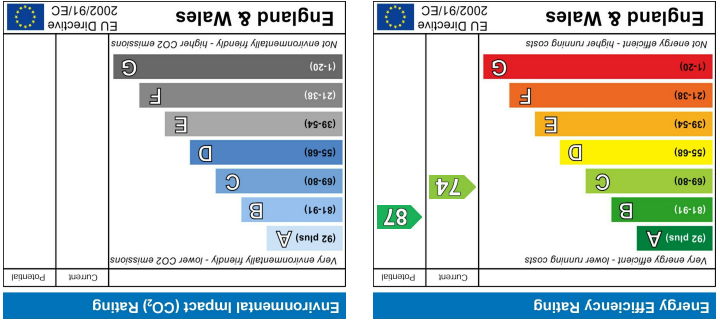 Energy Efficiency Rating
Current Potential
Very energy efficient - lower running costs
(92 plus) A
(81-91) B
(69-80) C
(55-68) D
(39-54) E
(21-38) F
(1-20) G
74
87
Not energy efficient - higher running costs
England & Wales
EU Directive
2002/91/EC
Environmental Impact (CO₂) Rating
Current Potential
Very environmentally friendly - lower CO2 emissions
(92 plus) A
(81-91) B
(69-80) C
(55-68) D
(39-54) E
(21-38) F
(1-20) G
Not environmentally friendly - higher CO2 emissions
England & Wales
EU Directive
2002/91/EC